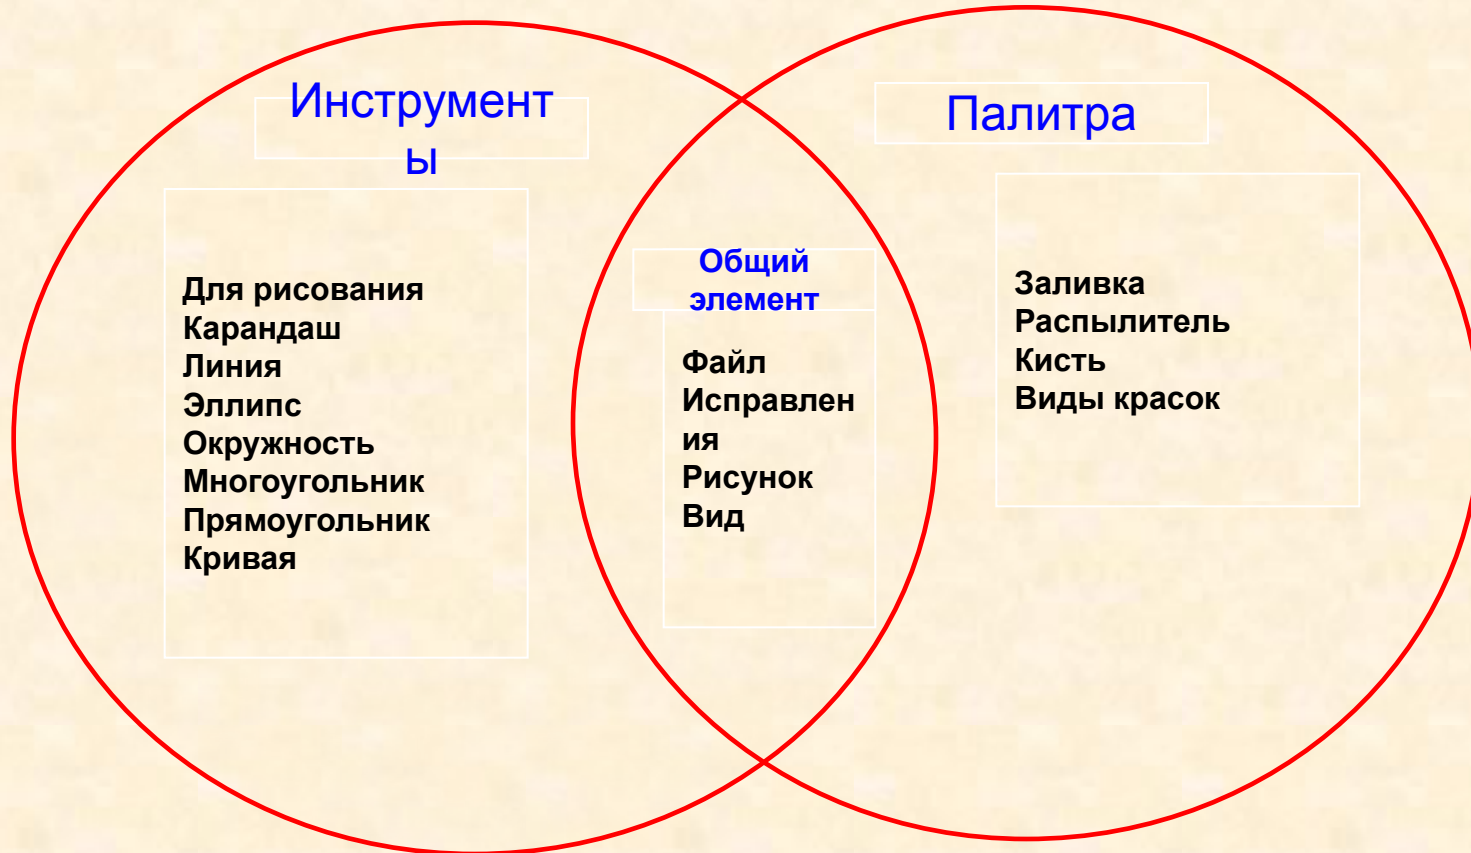 Инструмент
ы
Для рисования
Карандаш
Линия
Эллипс
Окружность
Многоугольник
Прямоугольник
Кривая
Общий
элемент
Файл
Исправлен
ия
Рисунок
Вид
Палитра
Заливка
Распылитель
Кисть
Виды красок